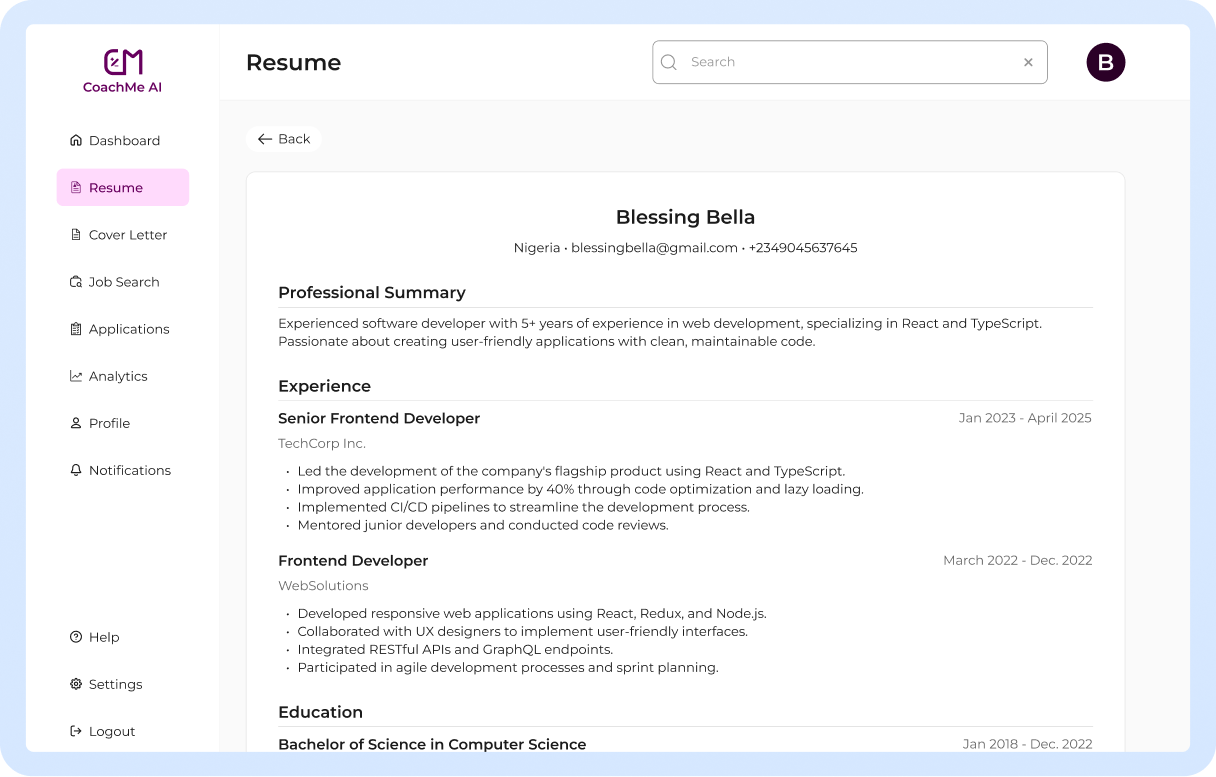 CM
CoachMe AI
Dashboard
Resume
Cover Letter
Job Search
Applications
Analytics
Profile
Notifications
Help
Settings
Logout
Resume
Search
B
Back
Blessing Bella
Nigeria • blessingbella@gmail.com • +2349045637645
Professional Summary
Experienced software developer with 5+ years of experience in web development, specializing in React and TypeScript.
Passionate about creating user-friendly applications with clean, maintainable code.
Experience
Senior Frontend Developer Jan 2023 - April 2025
TechCorp Inc.
• Led the development of the company's flagship product using React and TypeScript.
• Improved application performance by 40% through code optimization and lazy loading.
• Implemented CI/CD pipelines to streamline the development process.
• Mentored junior developers and conducted code reviews.
Frontend Developer March 2022 - Dec. 2022
WebSolutions
• Developed responsive web applications using React, Redux, and Node.js.
• Collaborated with UX designers to implement user-friendly interfaces.
• Integrated RESTful APIs and GraphQL endpoints.
• Participated in agile development processes and sprint planning.
Education
Bachelor of Science in Computer Science Jan 2018 - Dec. 2022